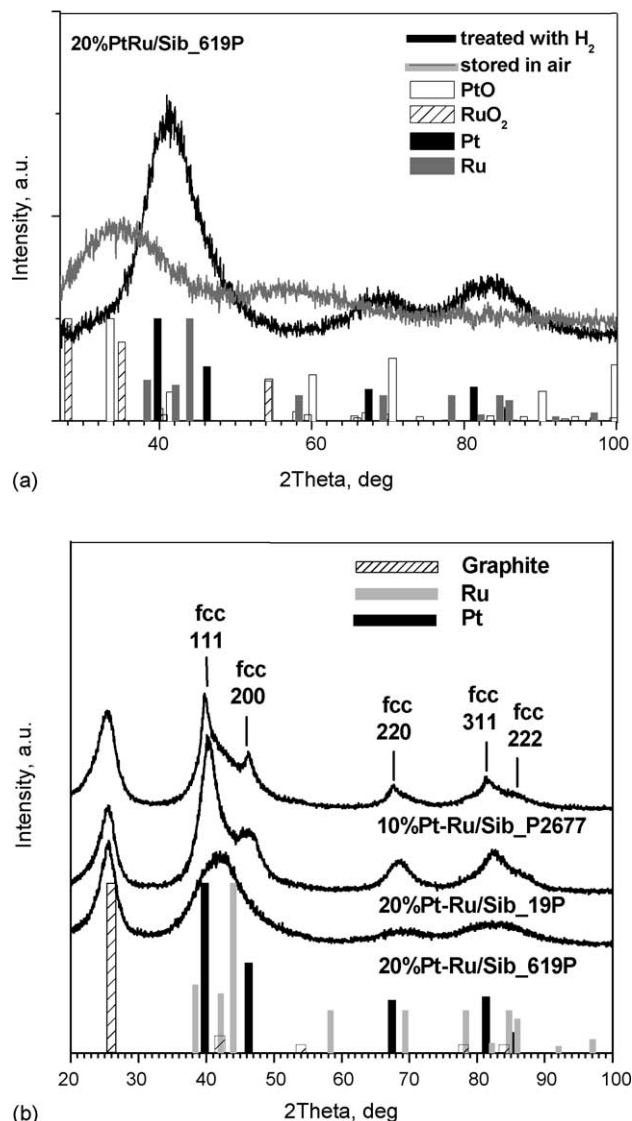 20%PtRu/Sib_619P
treated with H₂
stored in air
PtO
RuO₂
Pt
Ru
Intensity, a.u.
40 60 80 100
2Theta, deg
(a)
Graphite
Ru
Pt
fcc
111
fcc
200
fcc
220
fcc
311
fcc
222
10%Pt-Ru/Sib_P2677
20%Pt-Ru/Sib_19P
20%Pt-Ru/Sib_619P
Intensity, a.u.
20 30 40 50 60 70 80 90 100
2Theta, deg
(b)